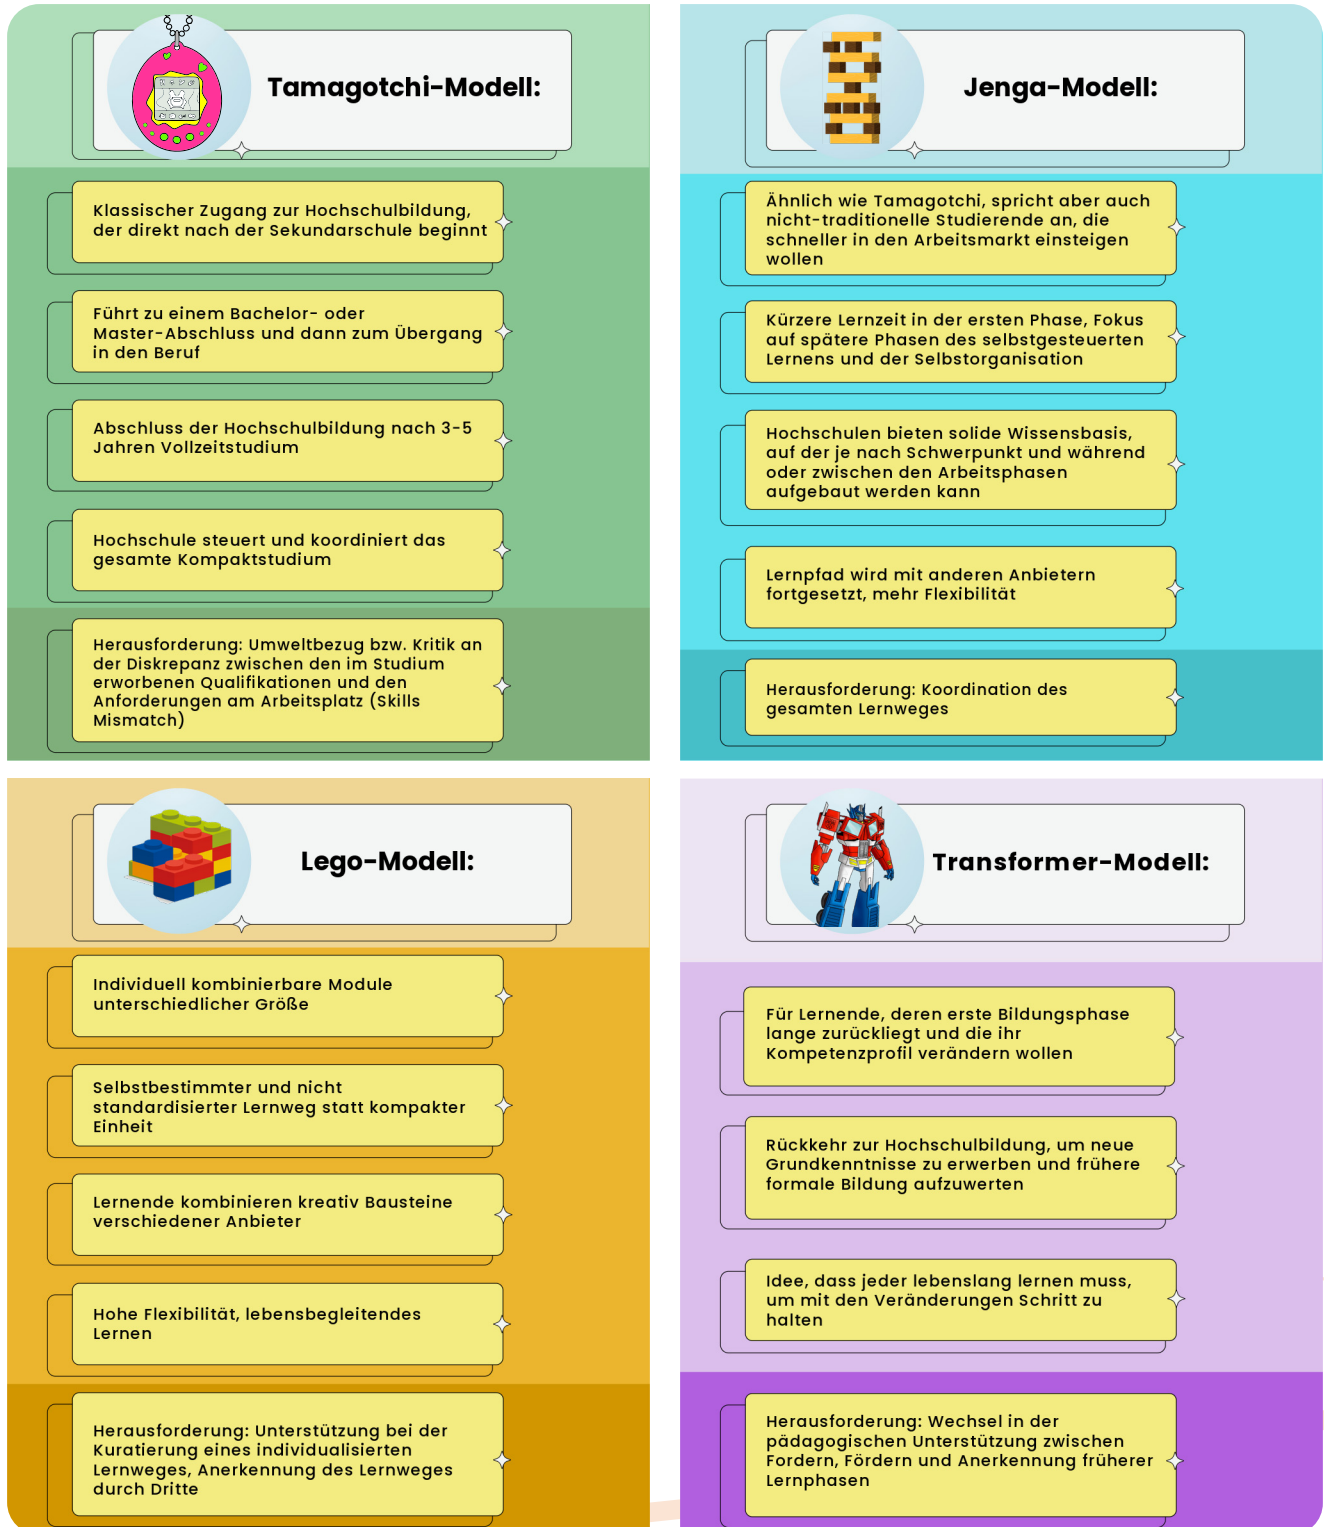 Tamagotchi-Modell:
Klassischer Zugang zur Hochschulbildung,
der direkt nach der Sekundarschule beginnt
Führt zu einem Bachelor- oder
Master-Abschluss und dann zum Übergang
in den Beruf
Abschluss der Hochschulbildung nach 3-5
Jahren Vollzeitstudium
Hochschule steuert und koordiniert das
gesamte Kompaktstudium
Herausforderung: Umweltbezug bzw. Kritik an
der Diskrepanz zwischen den im Studium
erworbenen Qualifikationen und den
Anforderungen am Arbeitsplatz (Skills
Mismatch)
Jenga-Modell:
Ähnlich wie Tamagotchi, spricht aber auch
nicht-traditionelle Studierende an, die
schneller in den Arbeitsmarkt einsteigen
wollen
Kürzere Lernzeit in der ersten Phase, Fokus
auf spätere Phasen des selbstgesteuerten
Lernens und der Selbstorganisation
Hochschulen bieten solide Wissensbasis,
auf der je nach Schwerpunkt und während
oder zwischen den Arbeitsphasen
aufgebaut werden kann
Lernpfad wird mit anderen Anbietern
fortgesetzt, mehr Flexibilität
Herausforderung: Koordination des
gesamten Lernweges
Lego-Modell:
Individuell kombinierbare Module
unterschiedlicher Größe
Selbstbestimmter und nicht
standardisierter Lernweg statt kompakter
Einheit
Lernende kombinieren kreativ Bausteine
verschiedener Anbieter
Hohe Flexibilität, lebensbegleitendes
Lernen
Herausforderung: Unterstützung bei der
Kuratierung eines individualisierten
Lernweges, Anerkennung des Lernweges
durch Dritte
Transformer-Modell:
Für Lernende, deren erste Bildungsphase
lange zurückliegt und die ihr
Kompetenzprofil verändern wollen
Rückkehr zur Hochschulbildung, um neue
Grundkenntnisse zu erwerben und frühere
formale Bildung aufzuwerten
Idee, dass jeder lebenslang lernen muss,
um mit den Veränderungen Schritt zu
halten
Herausforderung: Wechsel in der
pädagogischen Unterstützung zwischen
Fordern, Fördern und Anerkennung früherer
Lernphasen